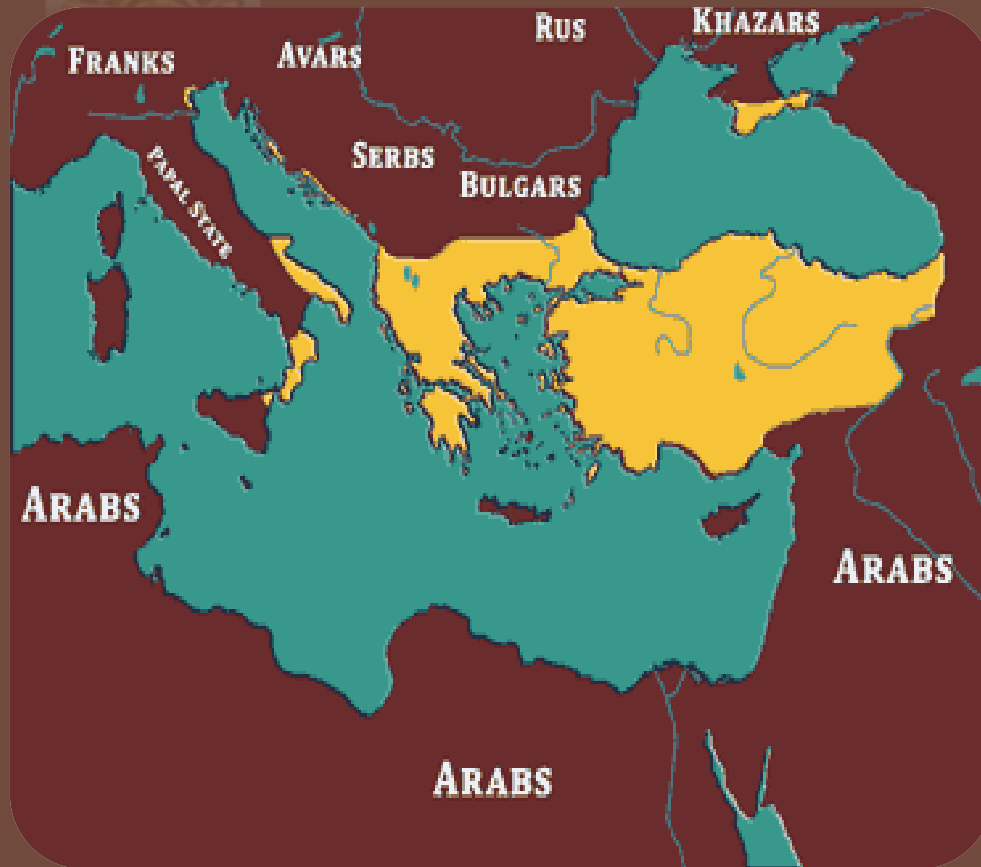 RUS
KHAZARS
FRANKS
AVARS
SERBS
BULGARS
PAPAL STATE
ARABS
ARABS
ARABS